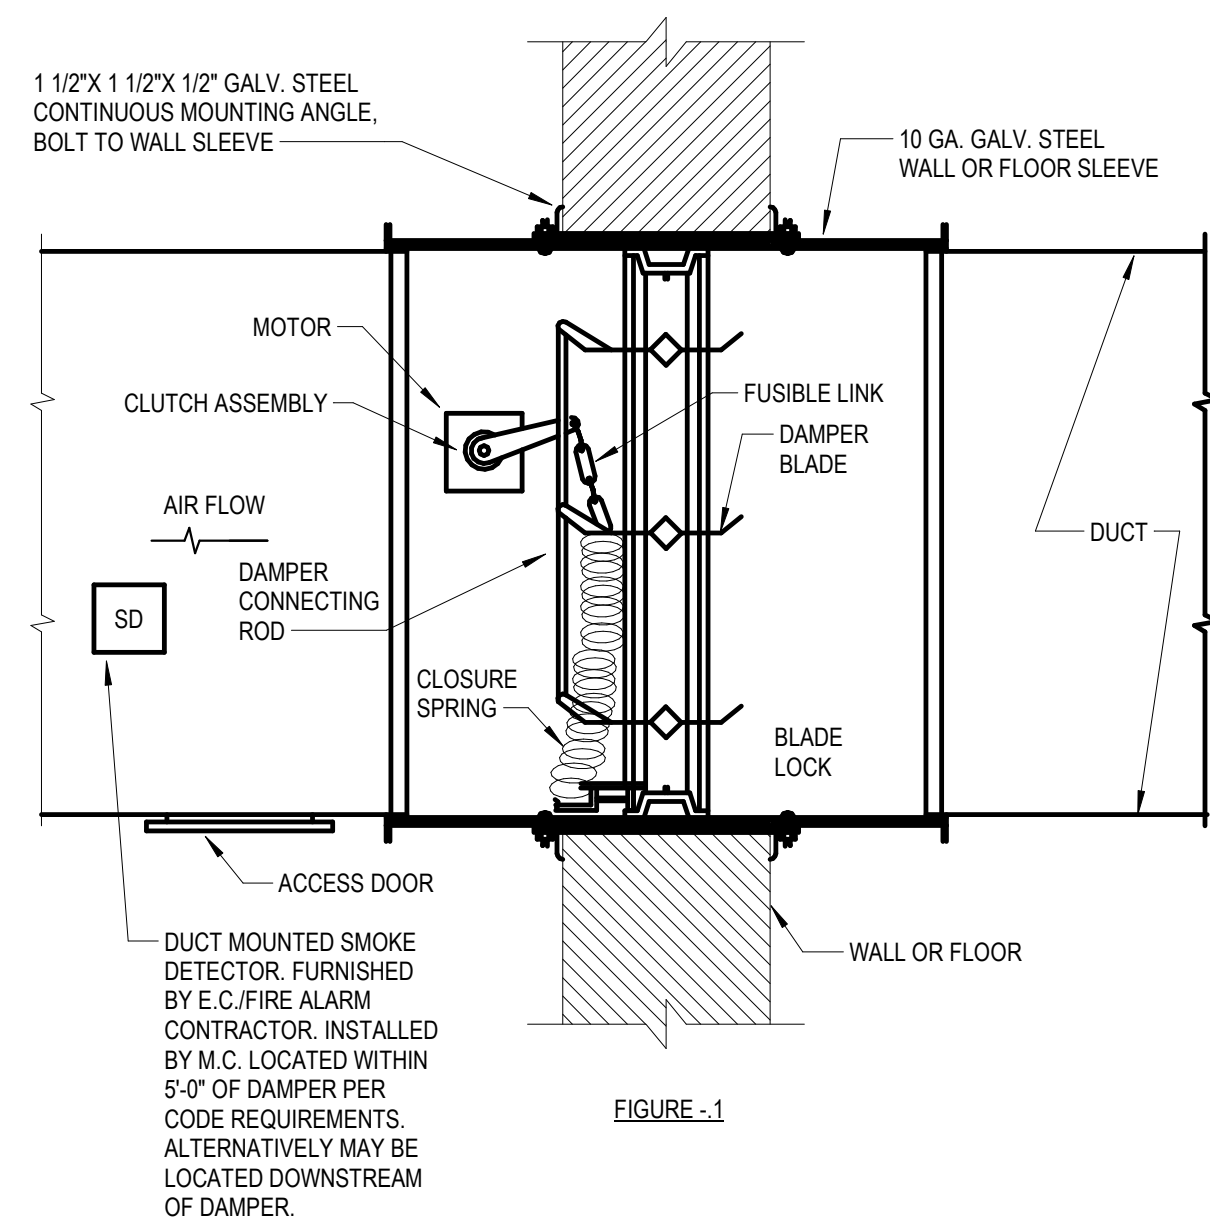 1 1/2"X 1 1/2"X 1/2" GALV. STEEL
CONTINUOUS MOUNTING ANGLE,
BOLT TO WALL SLEEVE
10 GA. GALV. STEEL
WALL OR FLOOR SLEEVE
MOTOR
CLUTCH ASSEMBLY
FUSIBLE LINK
DAMPER
BLADE
AIR FLOW
DUCT
DAMPER
CONNECTING
ROD
SD
CLOSURE
SPRING
BLADE
LOCK
ACCESS DOOR
DUCT MOUNTED SMOKE
DETECTOR. FURNISHED
BY E.C./FIRE ALARM
CONTRACTOR. INSTALLED
BY M.C. LOCATED WITHIN
5'-0" OF DAMPER PER
CODE REQUIREMENTS.
ALTERNATIVELY MAY BE
LOCATED DOWNSTREAM
OF DAMPER.
WALL OR FLOOR
FIGURE -.1